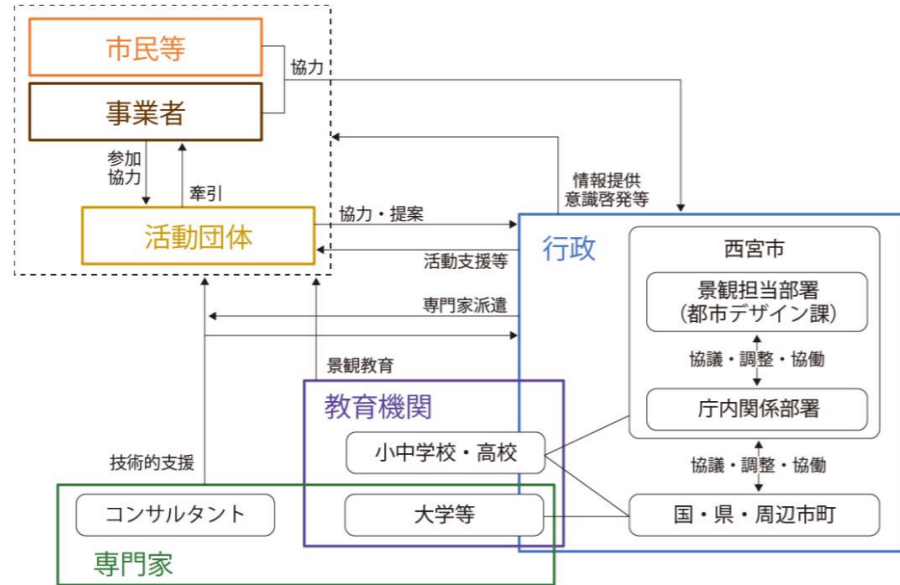 市民等
協力
事業者
参加
協力
牽引
情報提供
意識啓発等
協力・提案
活動団体
活動支援等
行政
西宮市
景観担当部署
（都市デザイン課）
専門家派遣
協議・調整・協働
景観教育
教育機関
庁内関係部署
小中学校・高校
技術的支援
協議・調整・協働
コンサルタント
大学等
国・県・周辺市町
専門家